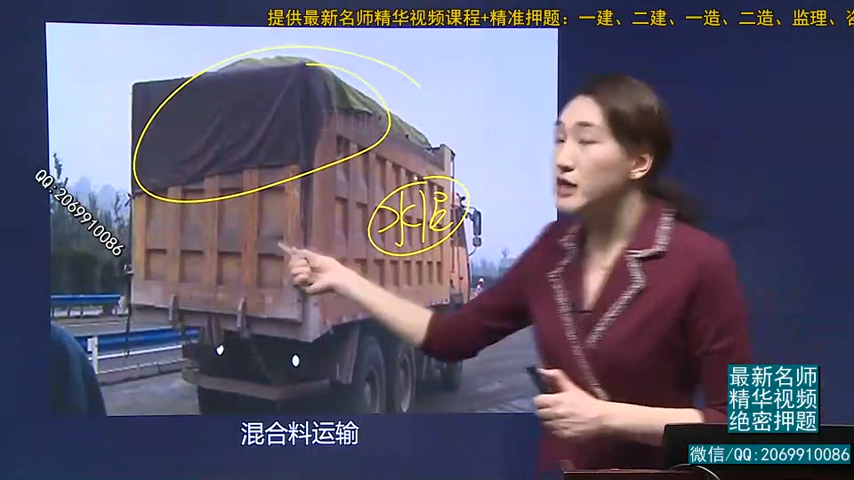 提供最新名师精华视频课程+精准押题：一建、二建、一造、二造、监理、咨
QQ:2069910086
水泥
混合料运输
最新名师
精华视频
绝密押题
微信/QQ:2069910086